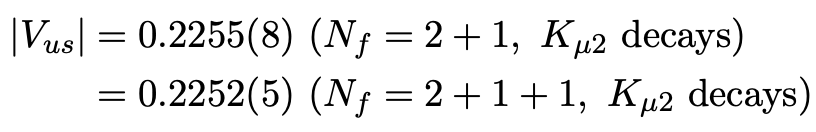 |V_{us}| = 0.2255(8) (N_f = 2 + 1, K_{μ2} decays)
= 0.2252(5) (N_f = 2 + 1 + 1, K_{μ2} decays)